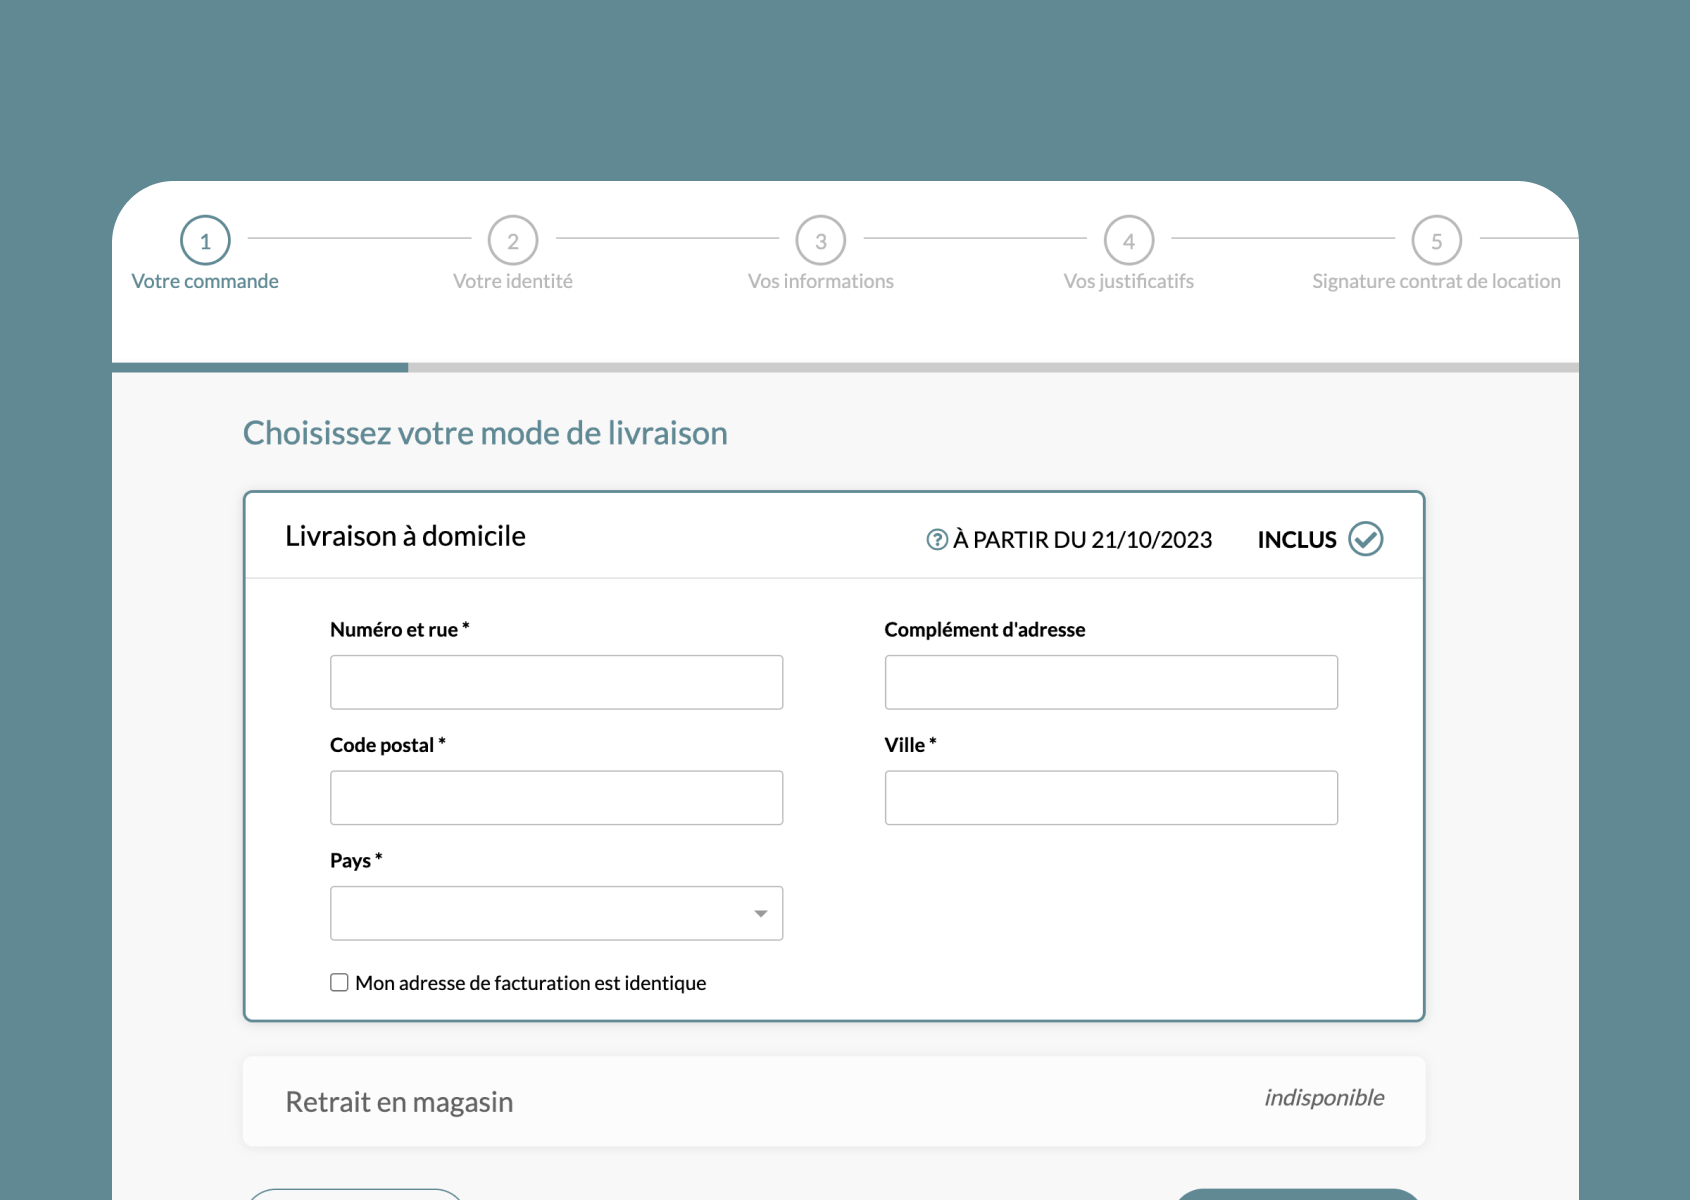 1 2 3 4 5
Votre commande Votre identité Vos informations Vos justificatifs Signature contrat de location
Choisissez votre mode de livraison
Livraison à domicile ? À PARTIR DU 21/10/2023 INCLUS
Numéro et rue * Complément d'adresse
Code postal * Ville *
Pays *
Mon adresse de facturation est identique
Retrait en magasin indisponible